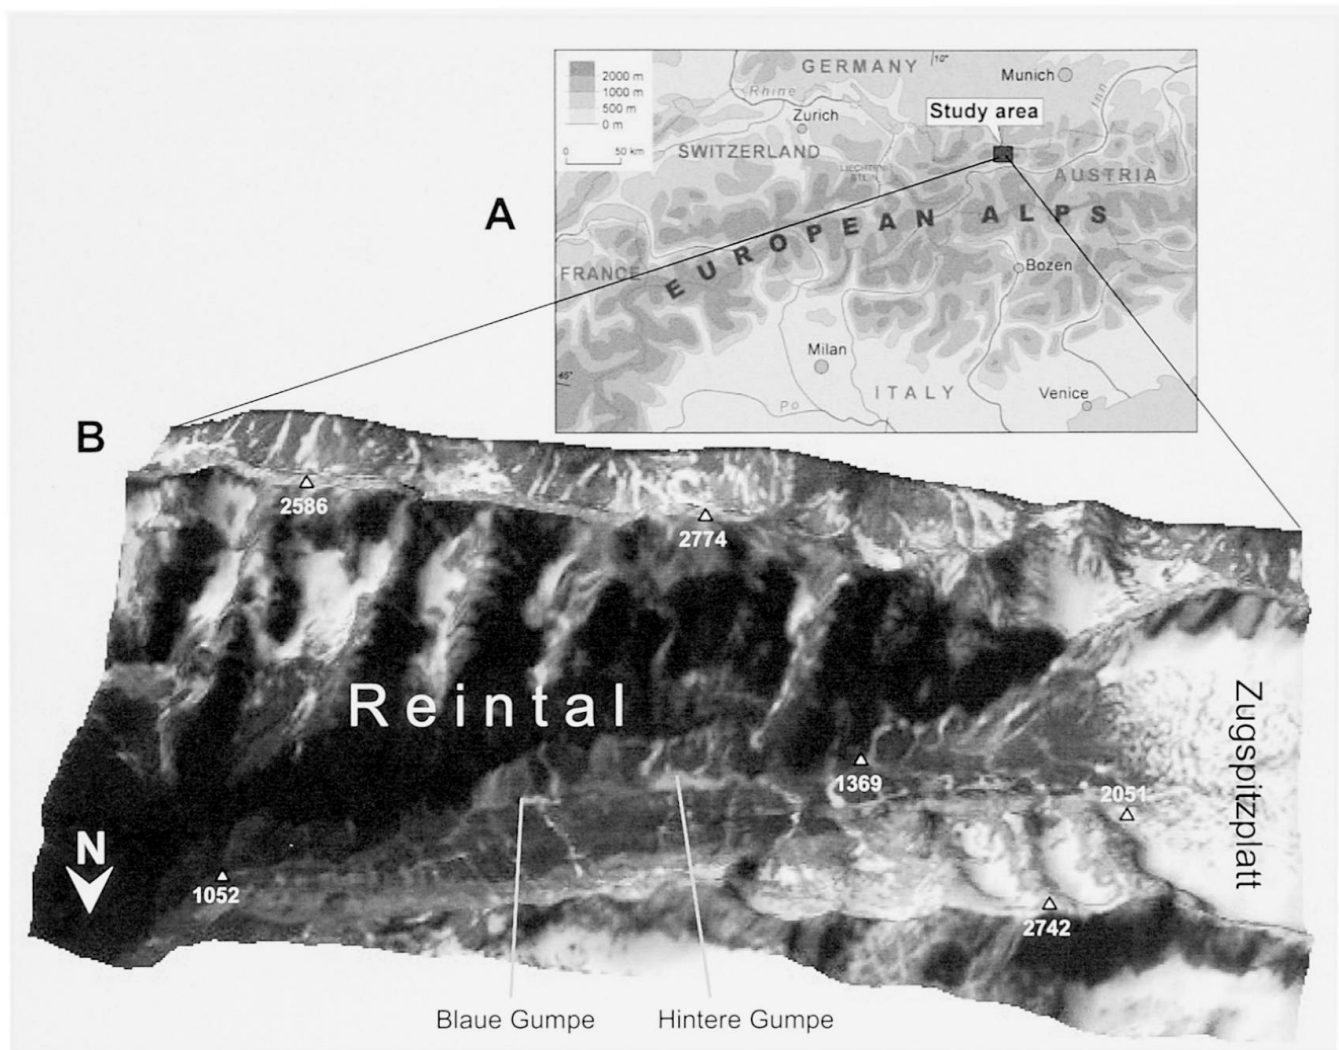 GERMANY
10°
Munich
2000 m
1000 m
500 m
0 m
Rhine
Inn
Zurich
Study area
0 50 km
SWITZERLAND
LIECHTEN-
STEIN
AUSTRIA
A
EUROPEAN ALPS
FRANCE
Bozen
Milan
45°
ITALY
Venice
Po
B
2586
2774
Reintal
Zugspitzplatt
1369
2051
N
1052
2742
Blaue Gumpe
Hintere Gumpe